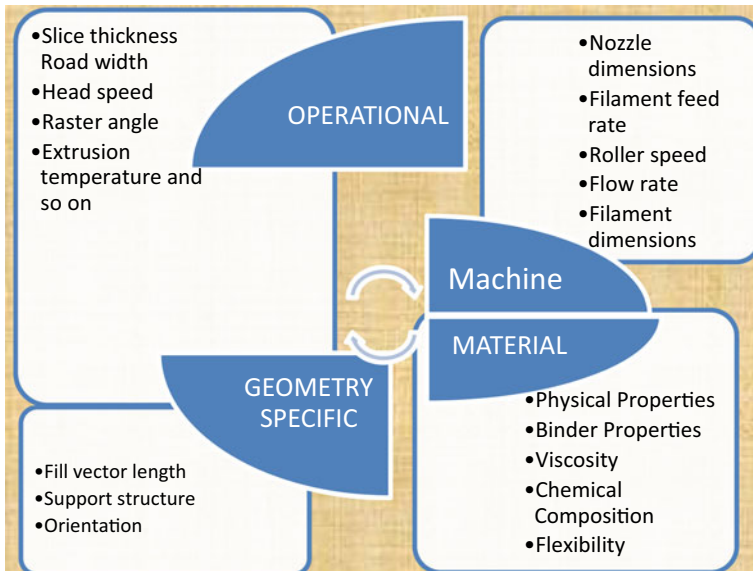 •Slice thickness
Road width
•Head speed
•Raster angle
•Extrusion
temperature and
so on
OPERATIONAL
•Nozzle
dimensions
•Filament feed
rate
•Roller speed
•Flow rate
•Filament
dimensions
Machine
MATERIAL
GEOMETRY
SPECIFIC
•Fill vector length
•Support structure
•Orientation
•Physical Properties
•Binder Properties
•Viscosity
•Chemical
Composition
•Flexibility